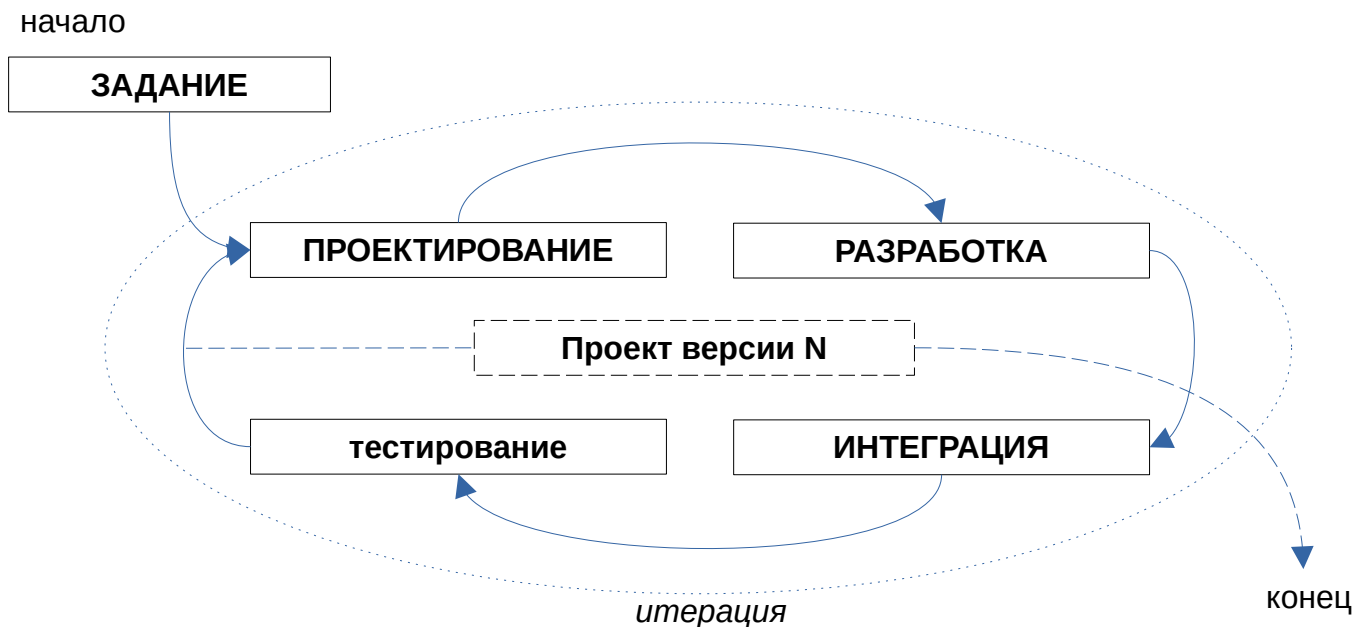 начало
ЗАДАНИЕ
ПРОЕКТИРОВАНИЕ
РАЗРАБОТКА
Проект версии N
тестирование
ИНТЕГРАЦИЯ
итерация
конец